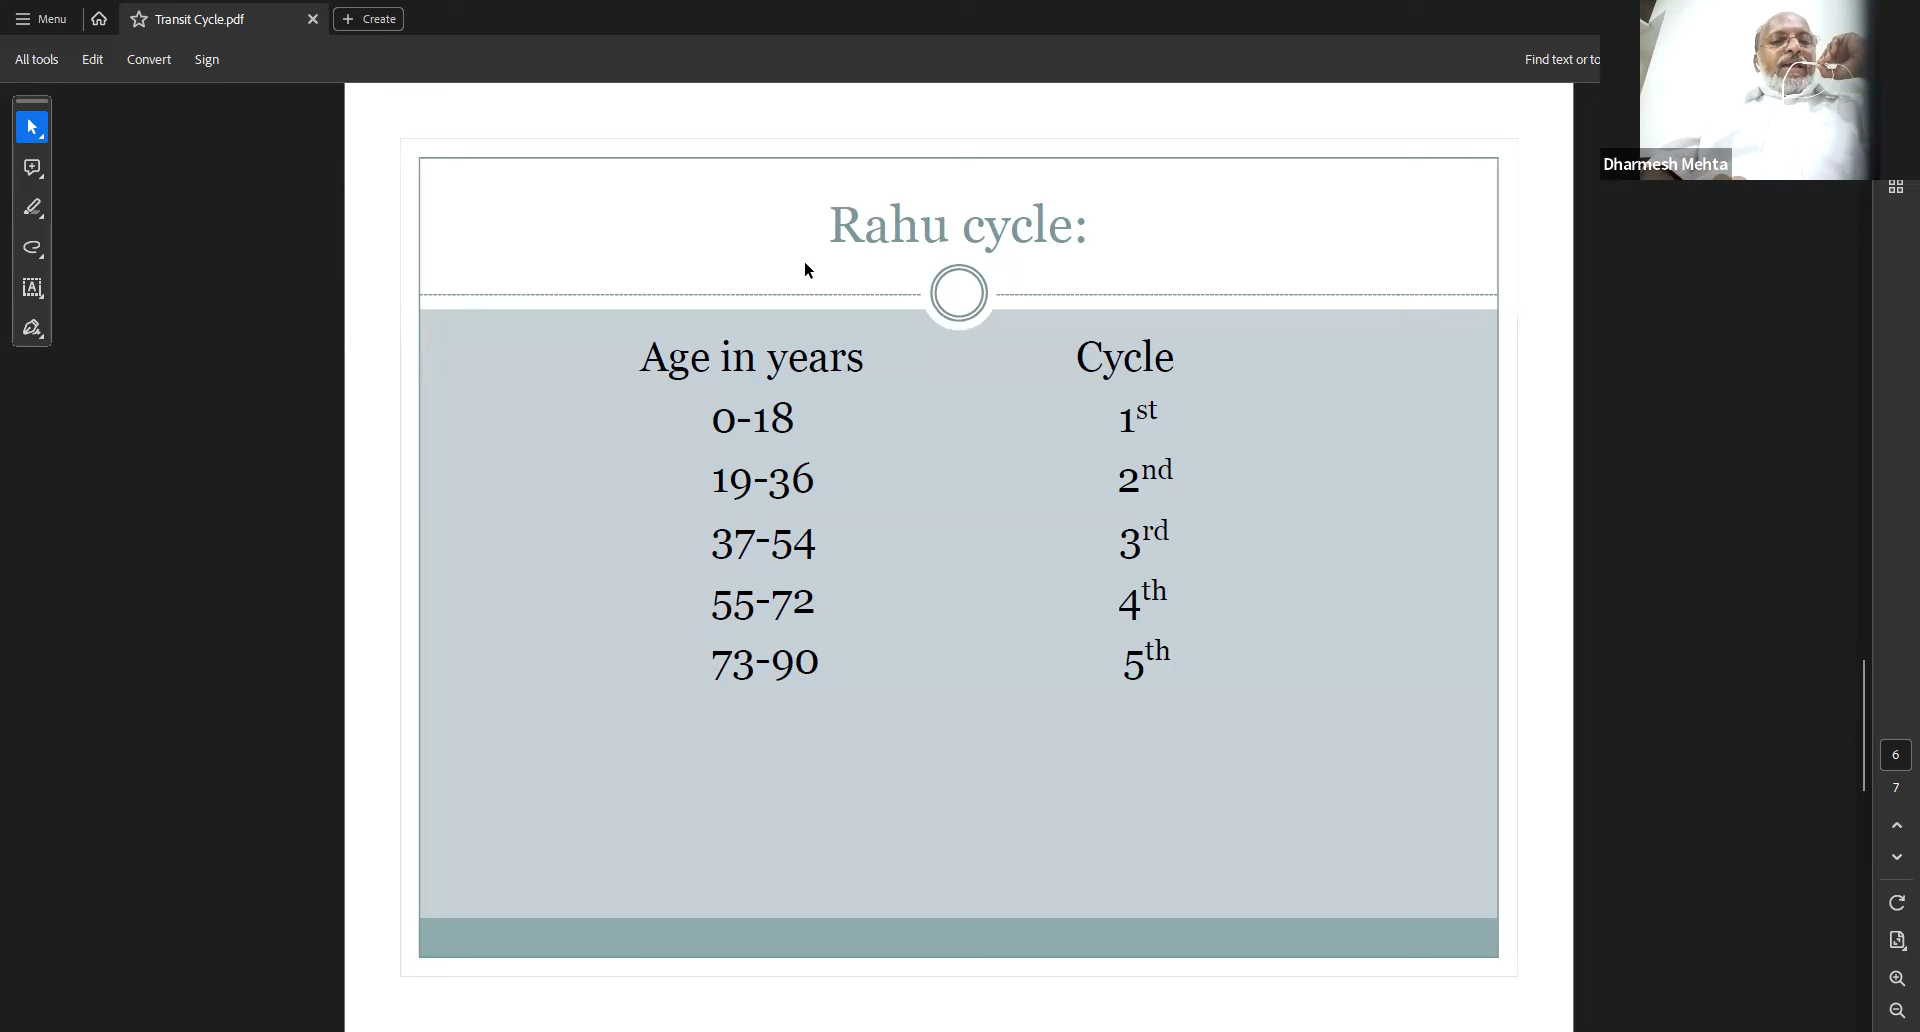 Menu
Transit Cycle.pdf
Create
All tools Edit Convert Sign
Find text or to
Dharmesh Mehta
Rahu cycle:
Age in years Cycle
0-18 1st
19-36 2nd
37-54 3rd
55-72 4th
73-90 5th
6
7